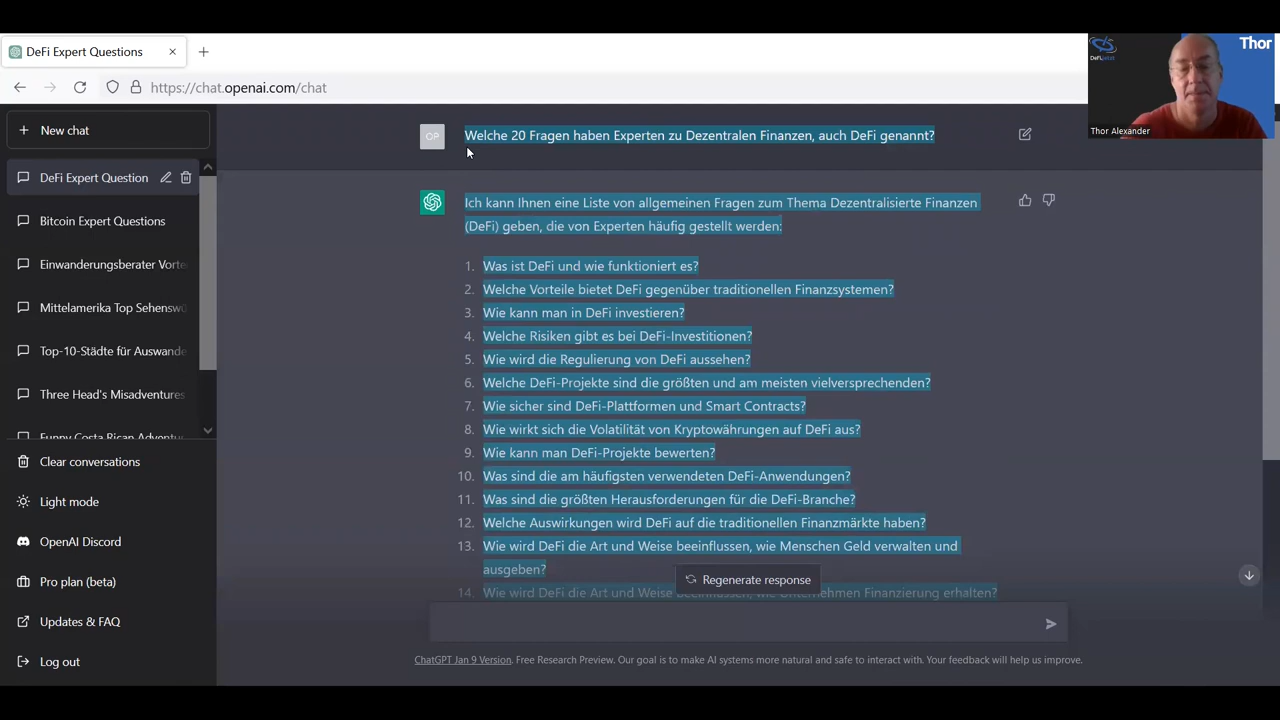 DeFi Expert Questions
https://chat.openai.com/chat
Thor
DeFi.pilot
Thor Alexander
New chat
DeFi Expert Question
Bitcoin Expert Questions
Einwanderungsberater Vorte
Mittelamerika Top Sehenswü
Top-10-Städte für Auswande
Three Head's Misadventures
Funny Costa Rican Adventu
Clear conversations
Light mode
OpenAI Discord
Pro plan (beta)
Updates & FAQ
Log out
OP
Welche 20 Fragen haben Experten zu Dezentralen Finanzen, auch DeFi genannt?
Ich kann Ihnen eine Liste von allgemeinen Fragen zum Thema Dezentralisierte Finanzen
(DeFi) geben, die von Experten häufig gestellt werden:
1. Was ist DeFi und wie funktioniert es?
2. Welche Vorteile bietet DeFi gegenüber traditionellen Finanzsystemen?
3. Wie kann man in DeFi investieren?
4. Welche Risiken gibt es bei DeFi-Investitionen?
5. Wie wird die Regulierung von DeFi aussehen?
6. Welche DeFi-Projekte sind die größten und am meisten vielversprechenden?
7. Wie sicher sind DeFi-Plattformen und Smart Contracts?
8. Wie wirkt sich die Volatilität von Kryptowährungen auf DeFi aus?
9. Wie kann man DeFi-Projekte bewerten?
10. Was sind die am häufigsten verwendeten DeFi-Anwendungen?
11. Was sind die größten Herausforderungen für die DeFi-Branche?
12. Welche Auswirkungen wird DeFi auf die traditionellen Finanzmärkte haben?
13. Wie wird DeFi die Art und Weise beeinflussen, wie Menschen Geld verwalten und
ausgeben?
14. Wie wird DeFi die Art und Weise beeinflussen, wie Unternehmen Finanzierung erhalten?
Regenerate response
ChatGPT Jan 9 Version. Free Research Preview. Our goal is to make AI systems more natural and safe to interact with. Your feedback will help us improve.